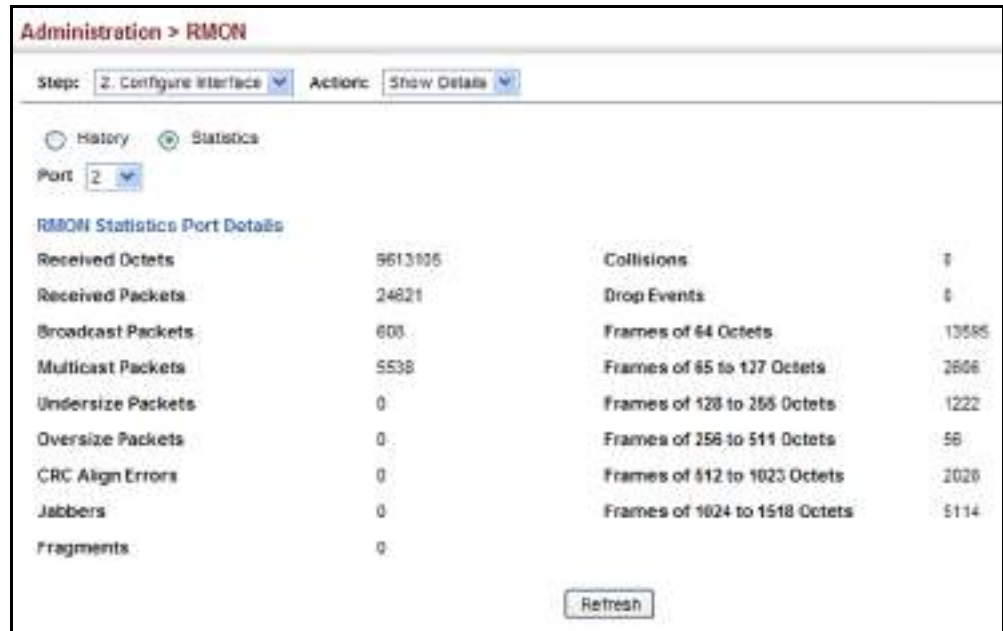 Administration > RMON
Step: 2. Configure Interface Action: Show Details
History Statistics
Port 2
RMON Statistics Port Details
Received Octets 9613105 Collisions 0
Received Packets 24621 Drop Events 0
Broadcast Packets 608 Frames of 64 Octets 13595
Multicast Packets 5538 Frames of 65 to 127 Octets 2606
Undersize Packets 0 Frames of 128 to 255 Octets 1222
Oversize Packets 0 Frames of 256 to 511 Octets 56
CRC Align Errors 0 Frames of 512 to 1023 Octets 2028
Jabbers 0 Frames of 1024 to 1518 Octets 5114
Fragments 0
Refresh